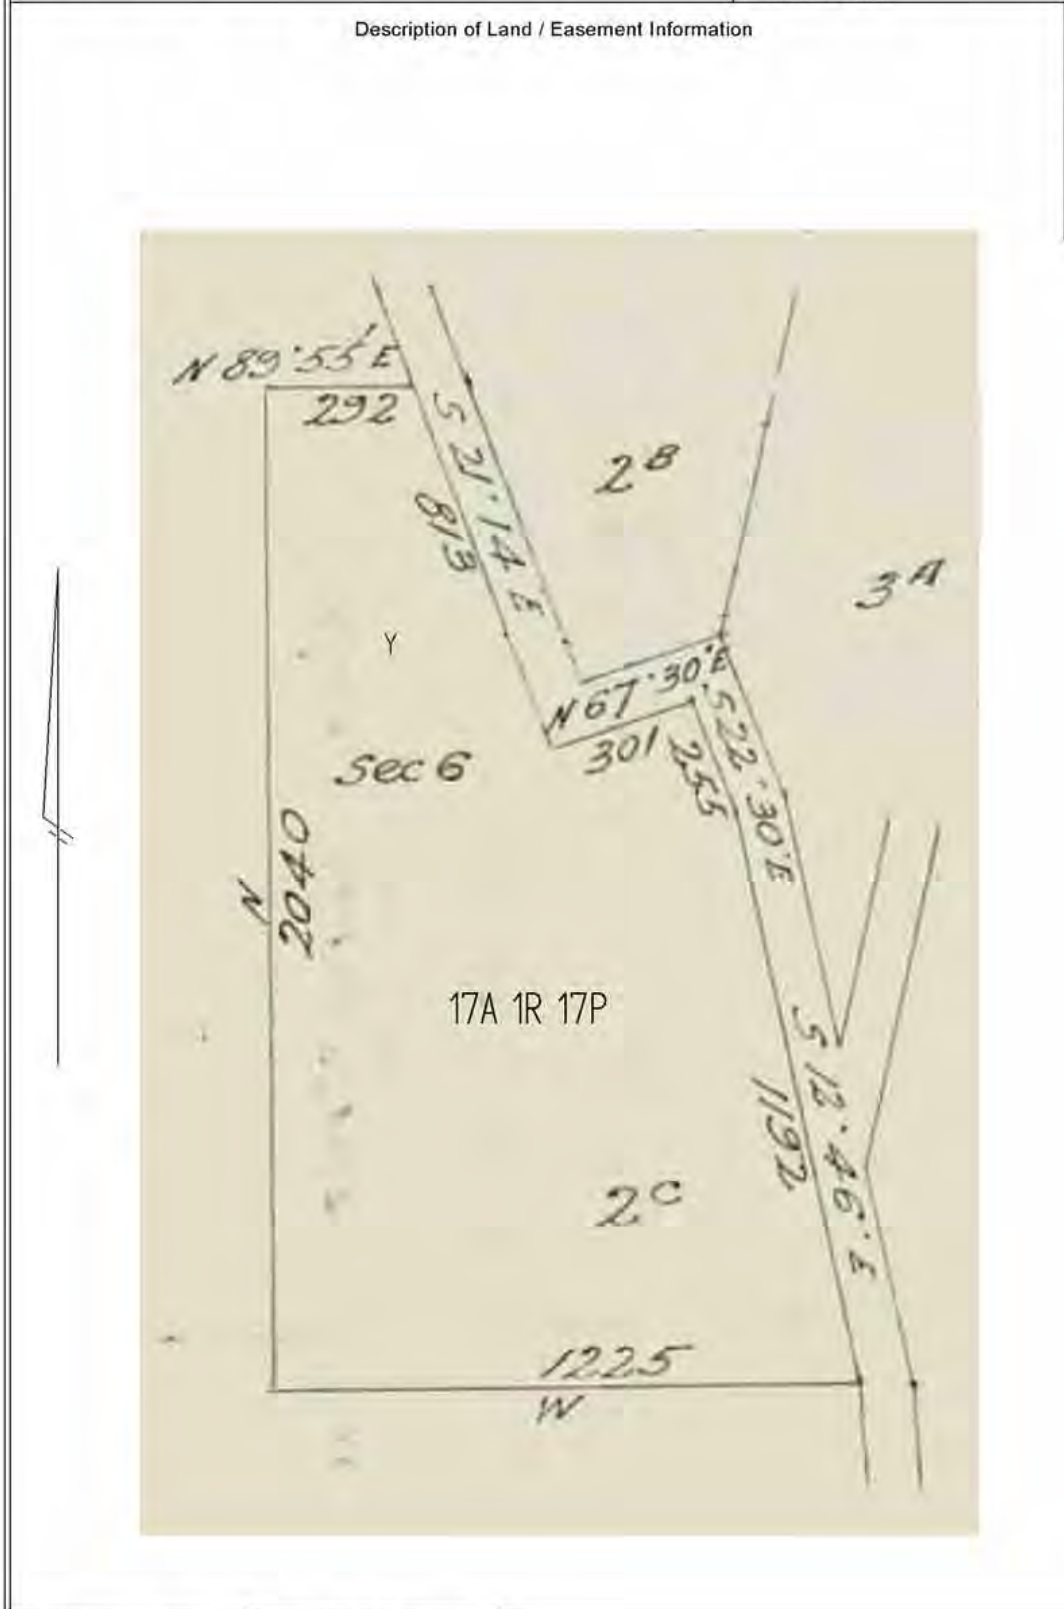 Description of Land / Easement Information
N 89°55'E
292
S 21°14'E
813
2B
3A
Y
N 67°30'E
301
S 22°30'E
255
Sec 6
N
2040
17A 1R 17P
S 12°46'E
1192
2C
1225
W